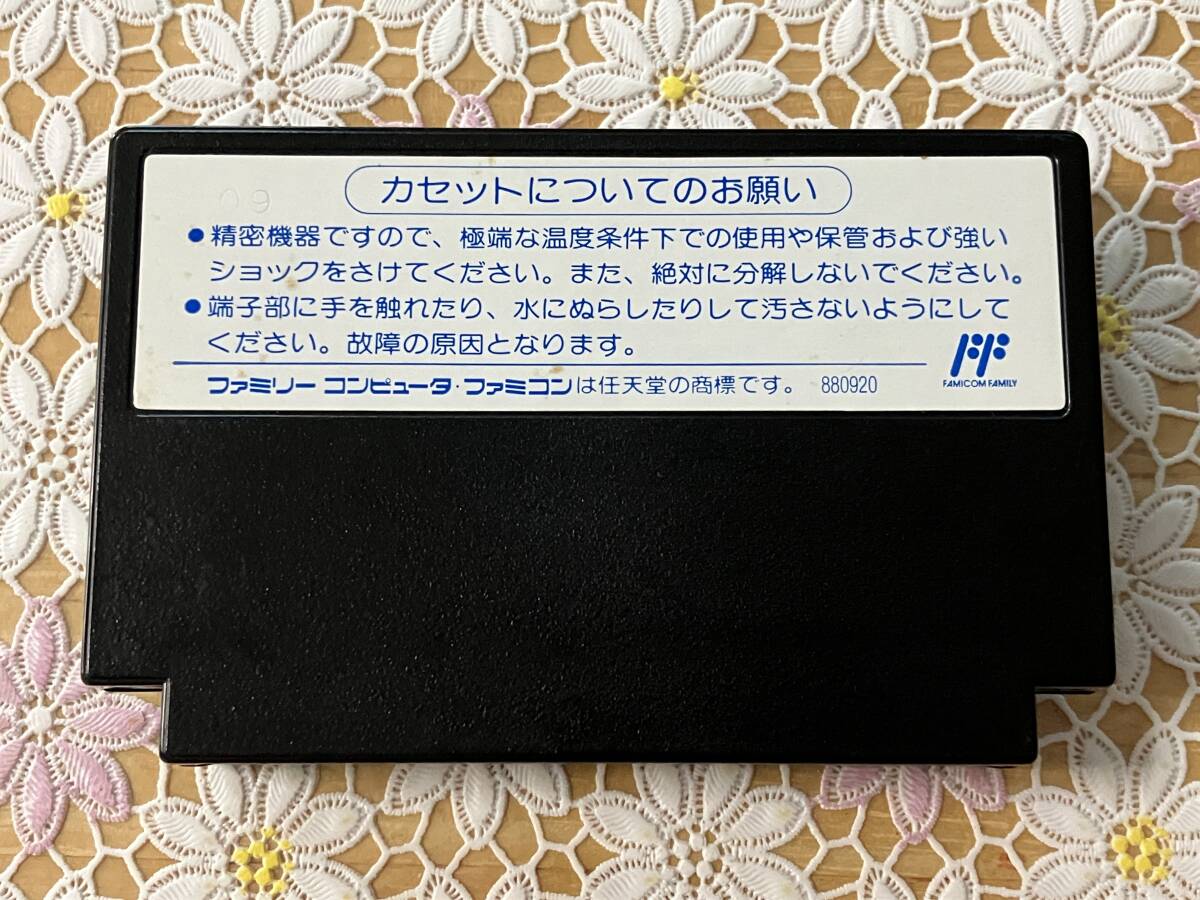 カセットについてのお願い
09
●精密機器ですので、極端な温度条件下での使用や保管および強い
ショックをさけてください。また、絶対に分解しないでください。
●端子部に手を触れたり、水にぬらしたりして汚さないようにして
ください。故障の原因となります。
FF
FAMICOM FAMILY
ファミリー コンピュータ・ファミコンは任天堂の商標です。 880920